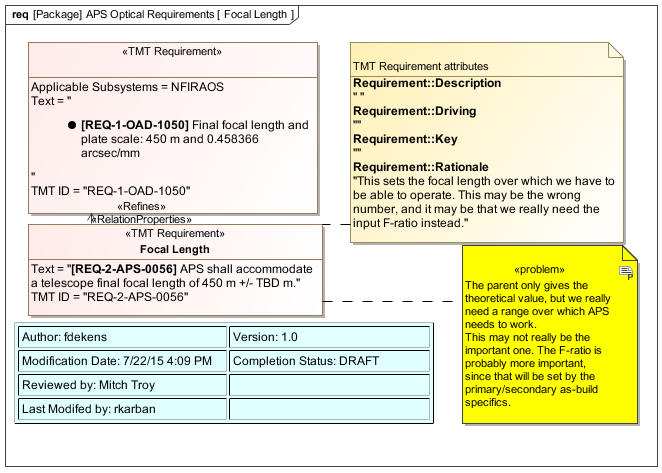 req [Package] APS Optical Requirements [ Focal Length ]
«TMT Requirement»
Applicable Subsystems = NFIRAOS
Text = "
● [REQ-1-OAD-1050] Final focal length and
plate scale: 450 m and 0.458366
arcsec/mm
"
TMT ID = "REQ-1-OAD-1050"
«Refines»
«RelationProperties»
«TMT Requirement»
Focal Length
Text = "[REQ-2-APS-0056] APS shall accommodate
a telescope final focal length of 450 m +/- TBD m."
TMT ID = "REQ-2-APS-0056"
TMT Requirement attributes
Requirement::Description
" "
Requirement::Driving
""
Requirement::Key
""
Requirement::Rationale
"This sets the focal length over which we have to
be able to operate. This may be the wrong
number, and it may be that we really need the
input F-ratio instead."
«problem»
P
The parent only gives the
theoretical value, but we really
need a range over which APS
needs to work.
This may not really be the
important one. The F-ratio is
probably more important,
since that will be set by the
primary/secondary as-build
specifics.
Author: fdekens
Version: 1.0
Modification Date: 7/22/15 4:09 PM
Completion Status: DRAFT
Reviewed by: Mitch Troy
Last Modifed by: rkarban